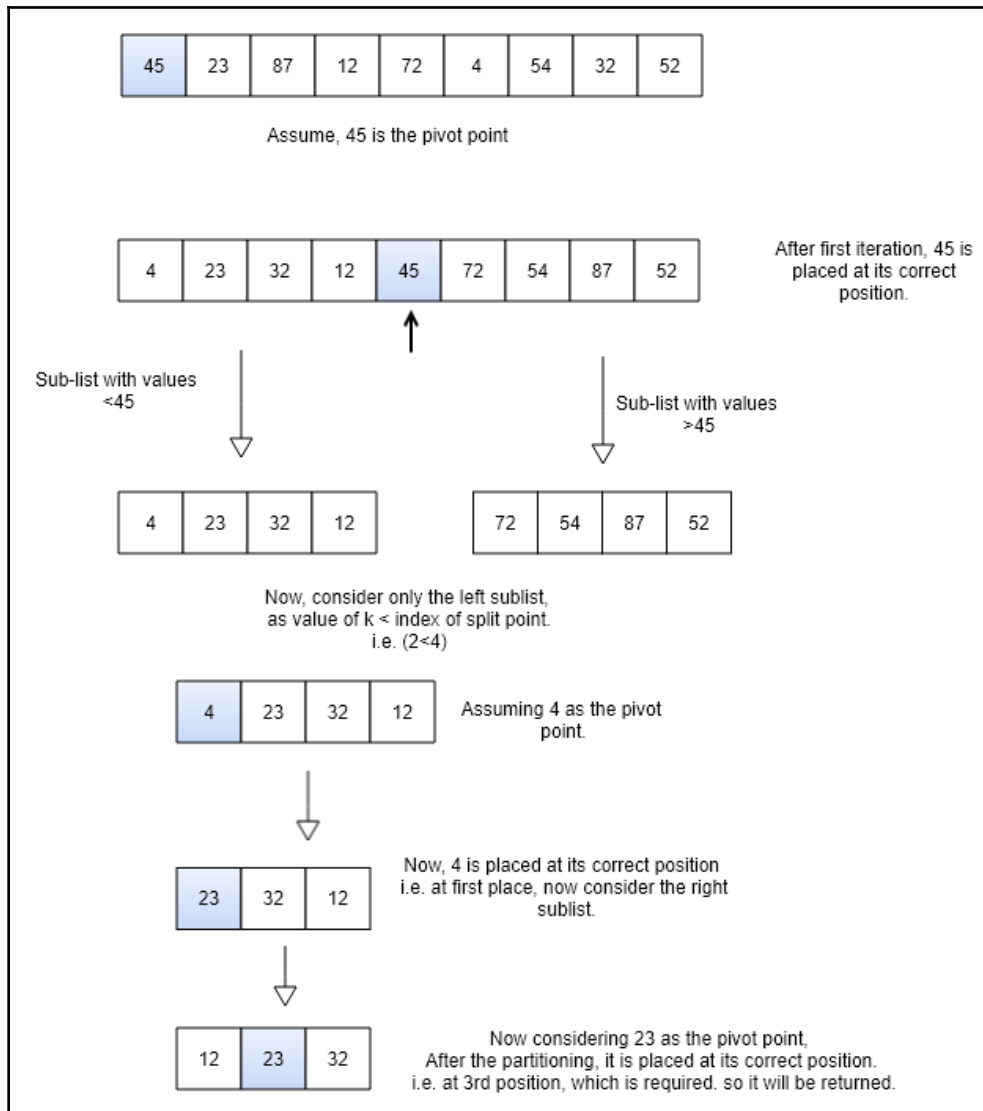 45 23 87 12 72 4 54 32 52
Assume, 45 is the pivot point
4 23 32 12 45 72 54 87 52
After first iteration, 45 is
placed at its correct
position.
Sub-list with values
<45
Sub-list with values
>45
4 23 32 12
72 54 87 52
Now, consider only the left sublist,
as value of k < index of split point.
i.e. (2<4)
4 23 32 12
Assuming 4 as the pivot
point.
23 32 12
Now, 4 is placed at its correct position
i.e. at first place, now consider the right
sublist.
12 23 32
Now considering 23 as the pivot point,
After the partitioning, it is placed at its correct position.
i.e. at 3rd position, which is required. so it will be returned.